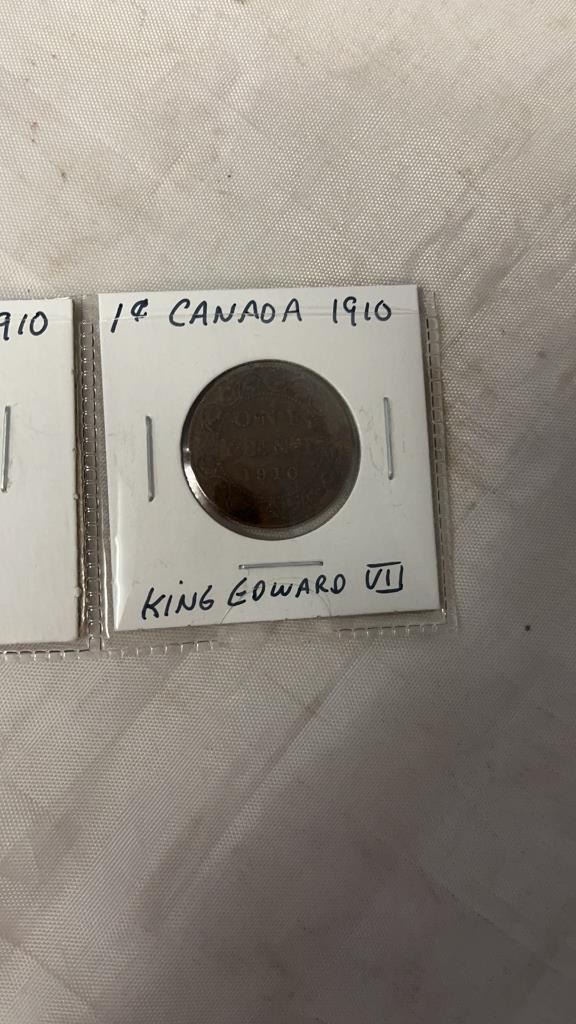 910
1¢ CANADA 1910
ONE
CENT
1910
KING EDWARD VII